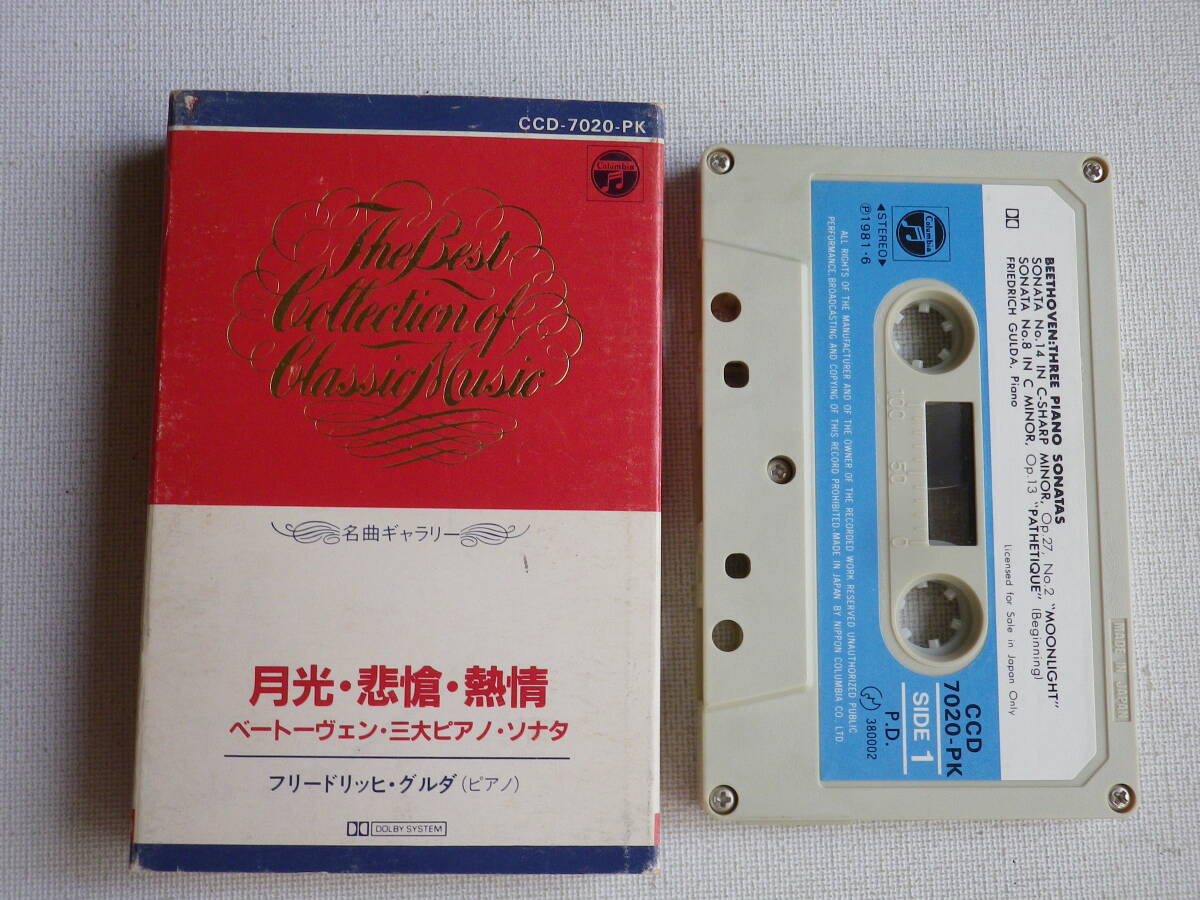 CCD-7020-PK
Columbia
The Best
Collection of
Classic Music
名曲ギャラリー
月光・悲愴・熱情
ベートーヴェン・三大ピアノ・ソナタ
フリードリッヒ・グルダ(ピアノ)
DOLBY SYSTEM
BEETHOVEN:THREE PIANO SONATAS
SONATA No.14 IN C-SHARP MINOR, Op.27, No.2 "MOONLIGHT"
SONATA No.8 IN C MINOR, Op.13 "PATHETIQUE" (Beginning)
FRIEDRICH GULDA, Piano
Licensed for Sale in Japan Only
Columbia
◀STEREO▶
Ⓟ1981・6
100 50 0
CCD
7020-PK
SIDE 1
P.D.
380002
ALL RIGHTS OF THE MANUFACTURER AND OF THE OWNER OF THE RECORDED WORK RESERVED UNAUTHORIZED PUBLIC
PERFORMANCE, BROADCASTING AND COPYING OF THIS RECORD PROHIBITED.MADE IN JAPAN BY NIPPON COLUMBIA CO. LTD.
MADE IN JAPAN